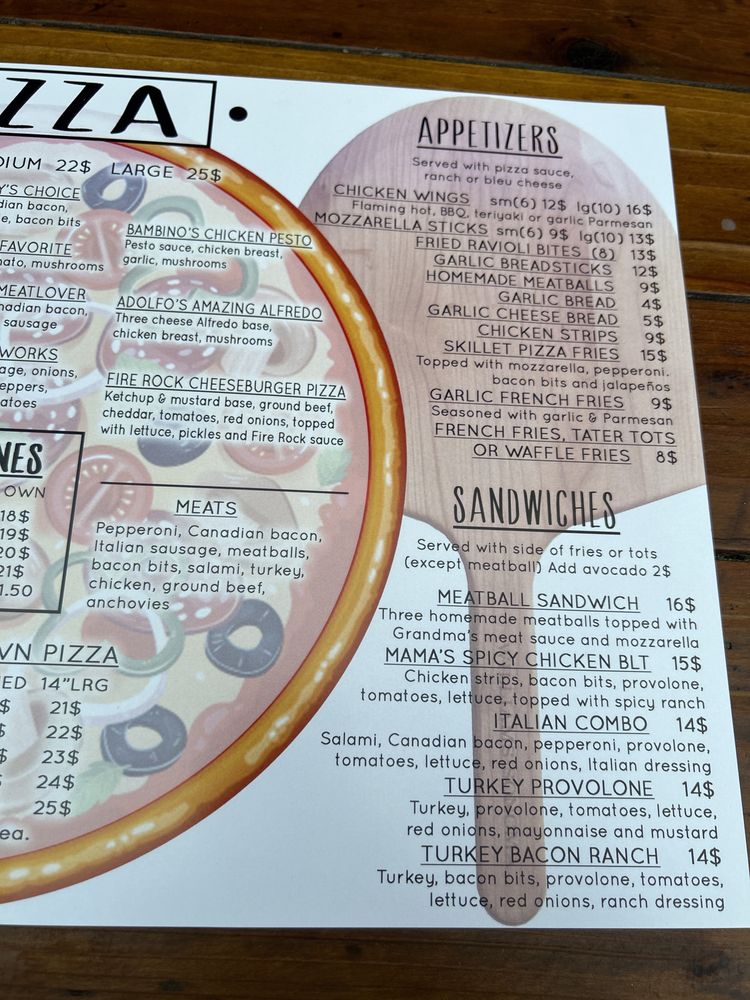 ZZA •
DIUM 22$ LARGE 25$
Y'S CHOICE
dian bacon,
e, bacon bits
FAVORITE
nato, mushrooms
MEATLOVER
nadian bacon,
sausage
WORKS
age, onions,
eppers,
atoes
BAMBINO'S CHICKEN PESTO
Pesto sauce, chicken breast,
garlic, mushrooms
ADOLFO'S AMAZING ALFREDO
Three cheese Alfredo base,
chicken breast, mushrooms
FIRE ROCK CHEESEBURGER PIZZA
Ketchup & mustard base, ground beef,
cheddar, tomatoes, red onions, topped
with lettuce, pickles and Fire Rock sauce
NES
OWN
18$
19$
20$
21$
1.50
MEATS
Pepperoni, Canadian bacon,
Italian sausage, meatballs,
bacon bits, salami, turkey,
chicken, ground beef,
anchovies
WN PIZZA
ED 14"LRG
$ 21$
$ 22$
$ 23$
$ 24$
25$
ea.
APPETIZERS
Served with pizza sauce,
ranch or bleu cheese
CHICKEN WINGS sm(6) 12$ lg(10) 16$
Flaming hot, BBQ, teriyaki or garlic Parmesan
MOZZARELLA STICKS sm(6) 9$ lg(10) 13$
FRIED RAVIOLI BITES (8) 13$
GARLIC BREADSTICKS 12$
HOMEMADE MEATBALLS 9$
GARLIC BREAD 4$
GARLIC CHEESE BREAD 5$
CHICKEN STRIPS 9$
SKILLET PIZZA FRIES 15$
Topped with mozzarella, pepperoni,
bacon bits and jalapeños
GARLIC FRENCH FRIES 9$
Seasoned with garlic & Parmesan
FRENCH FRIES, TATER TOTS
OR WAFFLE FRIES 8$
SANDWICHES
Served with side of fries or tots
(except meatball) Add avocado 2$
MEATBALL SANDWICH 16$
Three homemade meatballs topped with
Grandma's meat sauce and mozzarella
MAMA'S SPICY CHICKEN BLT 15$
Chicken strips, bacon bits, provolone,
tomatoes, lettuce, topped with spicy ranch
ITALIAN COMBO 14$
Salami, Canadian bacon, pepperoni, provolone,
tomatoes, lettuce, red onions, Italian dressing
TURKEY PROVOLONE 14$
Turkey, provolone, tomatoes, lettuce,
red onions, mayonnaise and mustard
TURKEY BACON RANCH 14$
Turkey, bacon bits, provolone, tomatoes,
lettuce, red onions, ranch dressing